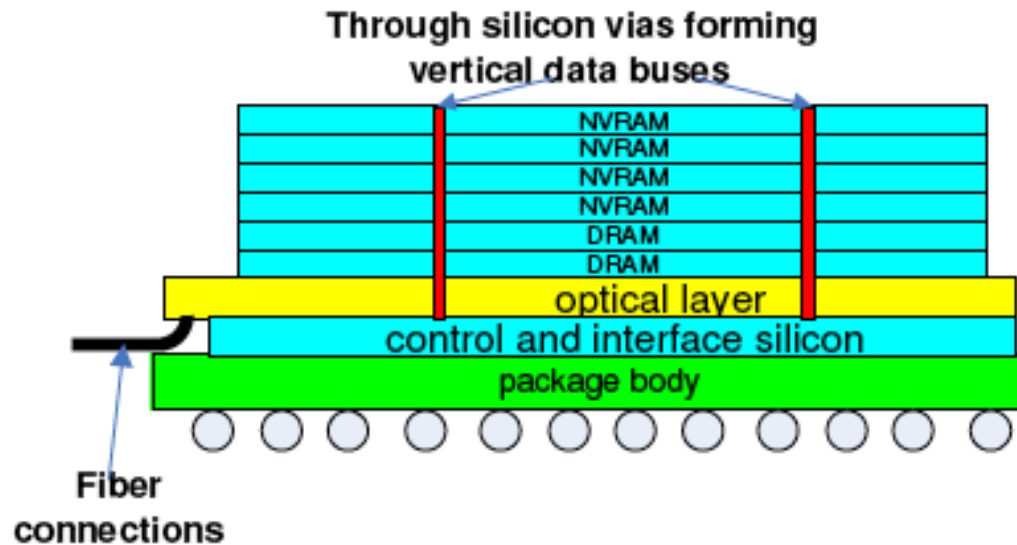 Through silicon vias forming
vertical data buses
NVRAM
NVRAM
NVRAM
NVRAM
DRAM
DRAM
optical layer
control and interface silicon
package body
Fiber
connections